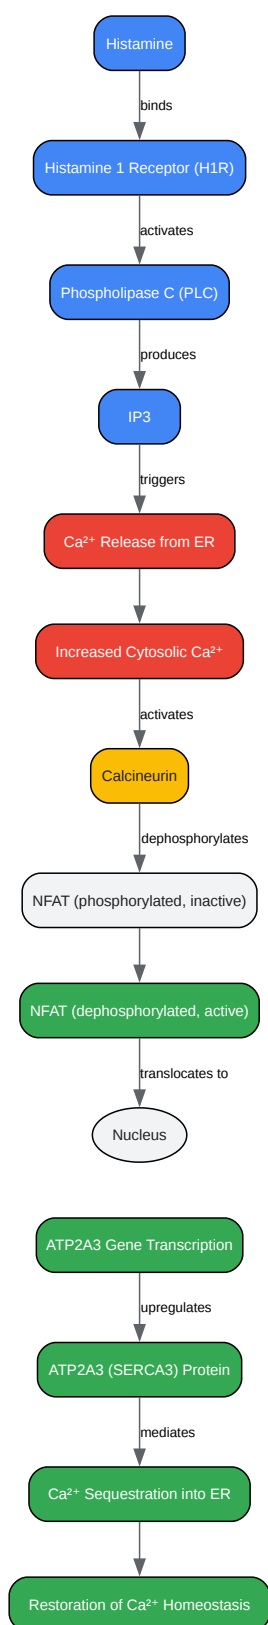 Histamine
binds
Histamine 1 Receptor (H1R)
activates
Phospholipase C (PLC)
produces
IP3
triggers
Ca²⁺ Release from ER
Increased Cytosolic Ca²⁺
activates
Calcineurin
dephosphorylates
NFAT (phosphorylated, inactive)
NFAT (dephosphorylated, active)
translocates to
Nucleus
ATP2A3 Gene Transcription
upregulates
ATP2A3 (SERCA3) Protein
mediates
Ca²⁺ Sequestration into ER
Restoration of Ca²⁺ Homeostasis